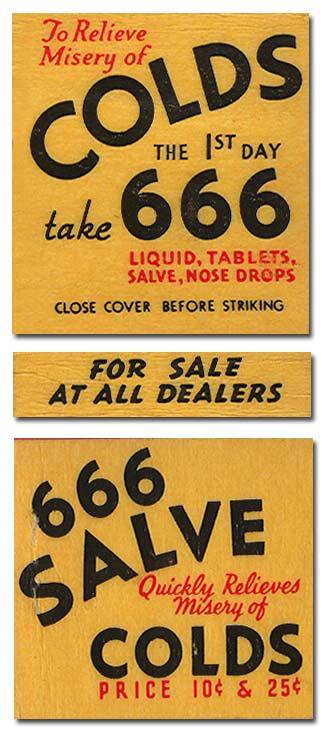 To Relieve
Misery of
COLDS
THE 1ST DAY
take 666
LIQUID, TABLETS,
SALVE, NOSE DROPS
CLOSE COVER BEFORE STRIKING
FOR SALE
AT ALL DEALERS
666
SALVE
Quickly Relieves
Misery of
COLDS
PRICE 10¢ & 25¢